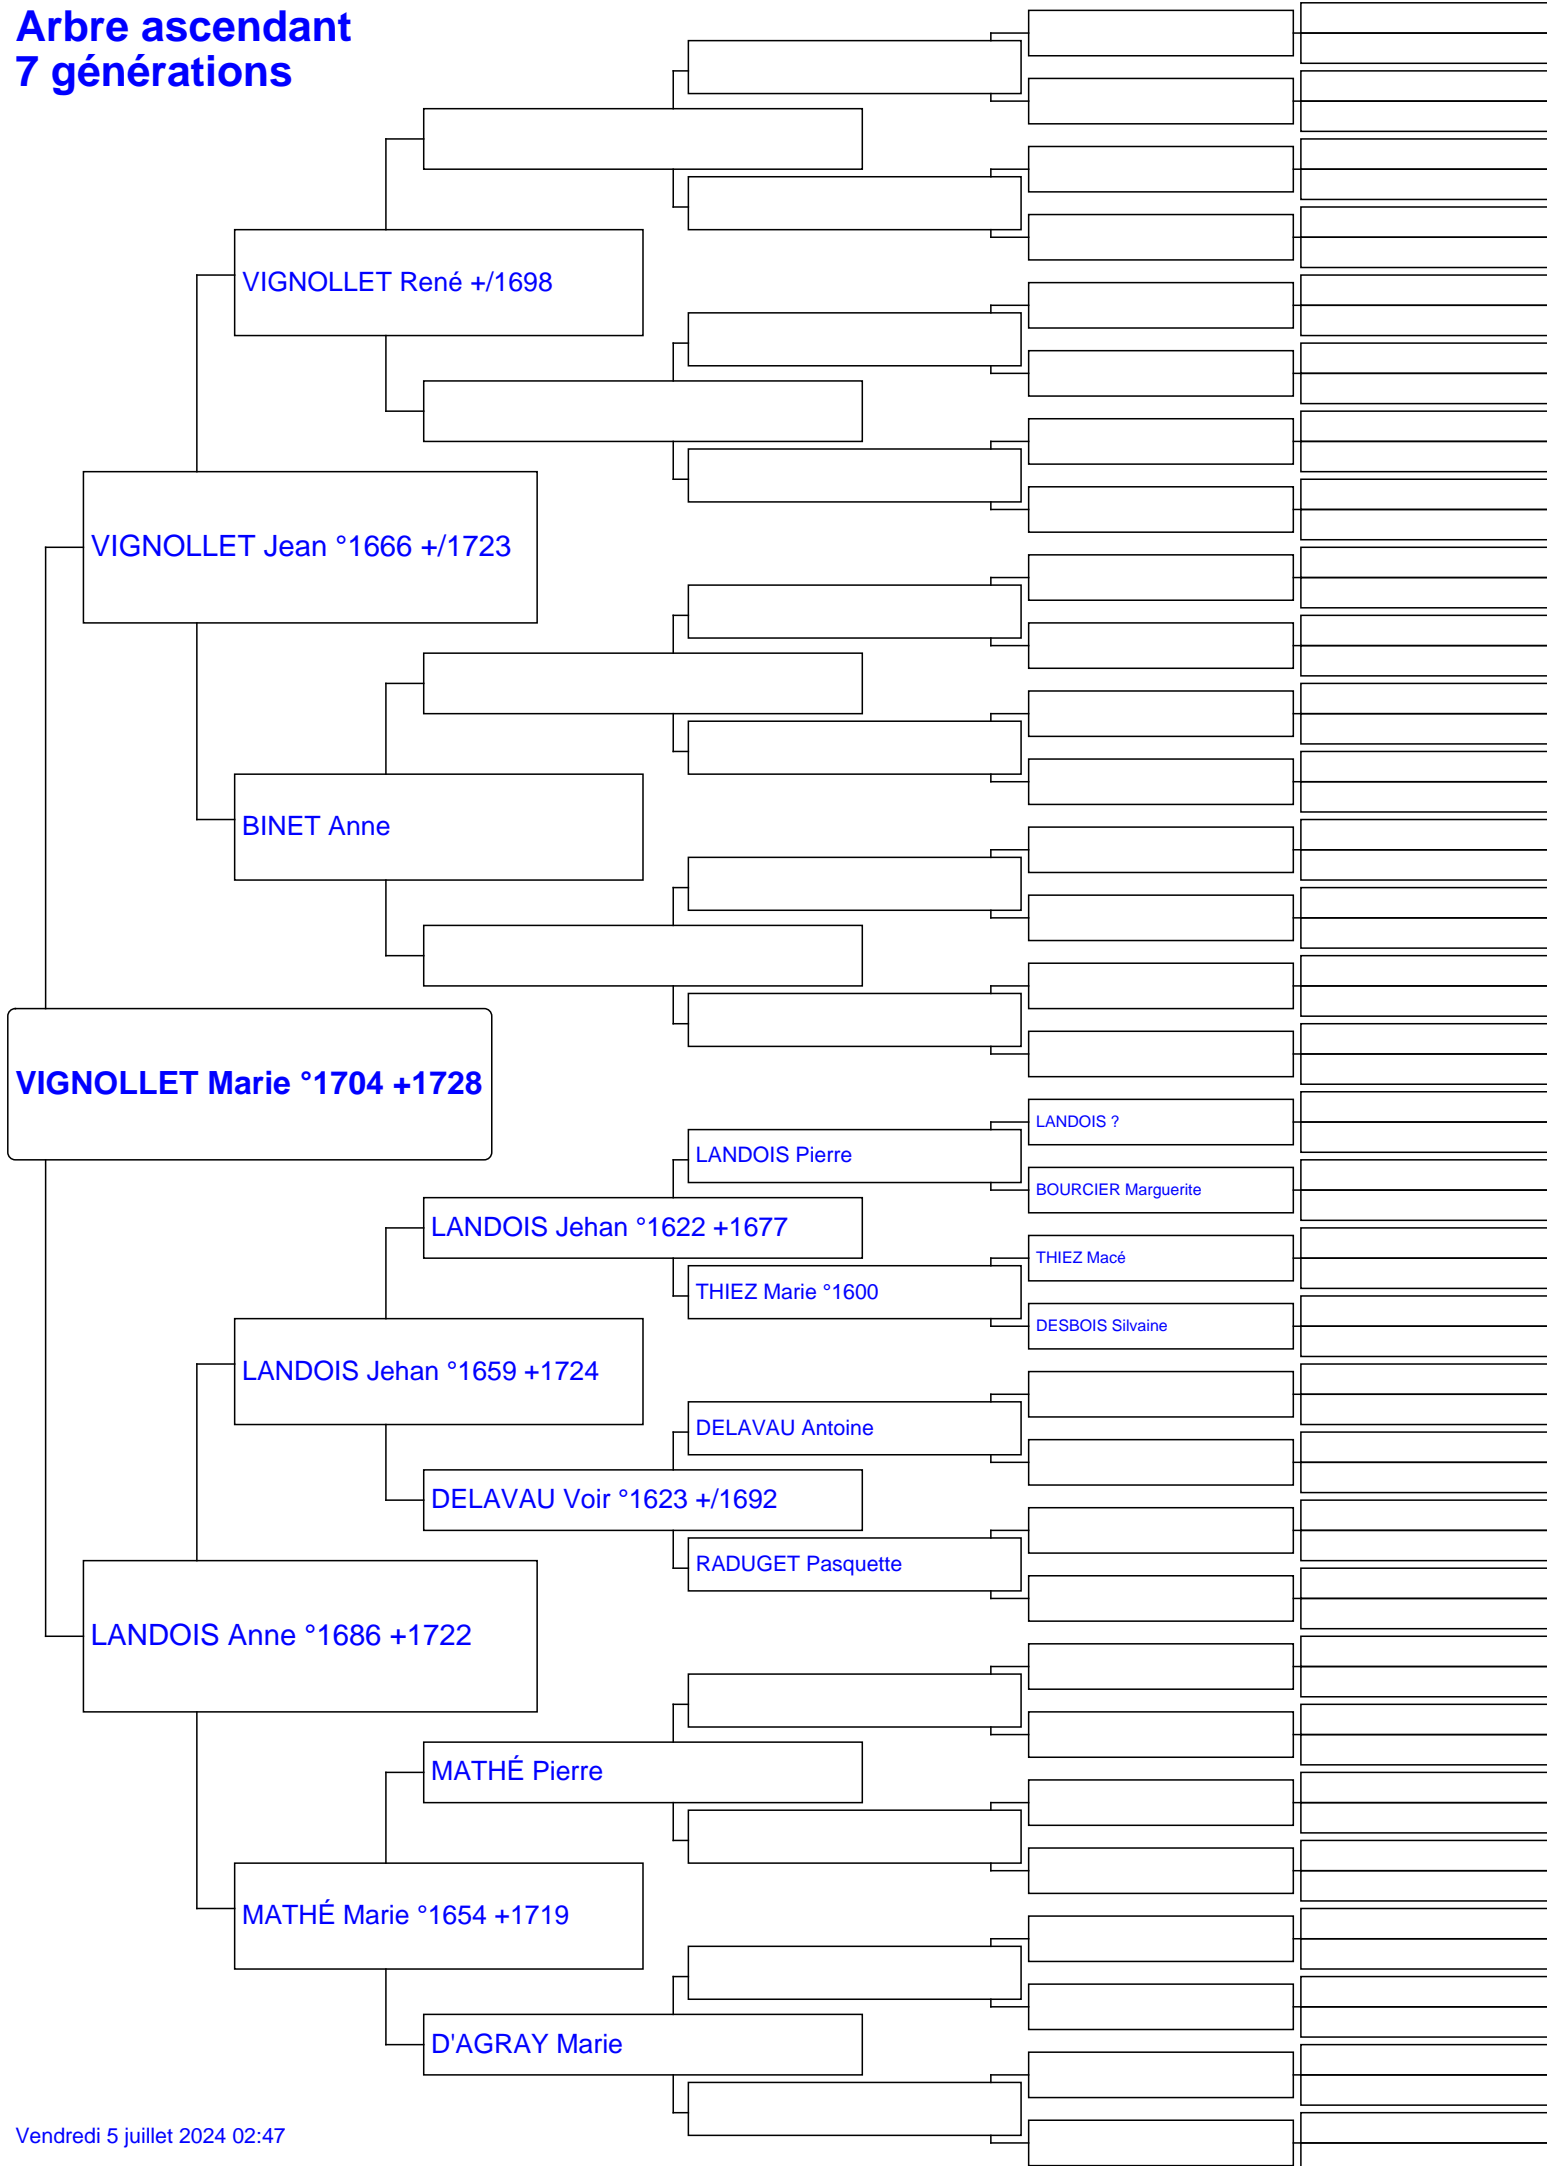 Arbre ascendant
7 générations
VIGNOLLET René +/1698
VIGNOLLET Jean °1666 +/1723
BINET Anne
VIGNOLLET Marie °1704 +1728
LANDOIS ?
LANDOIS Pierre
BOURCIER Marguerite
LANDOIS Jehan °1622 +1677
THIEZ Macé
THIEZ Marie °1600
DESBOIS Silvaine
LANDOIS Jehan °1659 +1724
DELAVAU Antoine
DELAVAU Voir °1623 +/1692
RADUGET Pasquette
LANDOIS Anne °1686 +1722
MATHÉ Pierre
MATHÉ Marie °1654 +1719
D'AGRAY Marie
Vendredi 5 juillet 2024 02:47